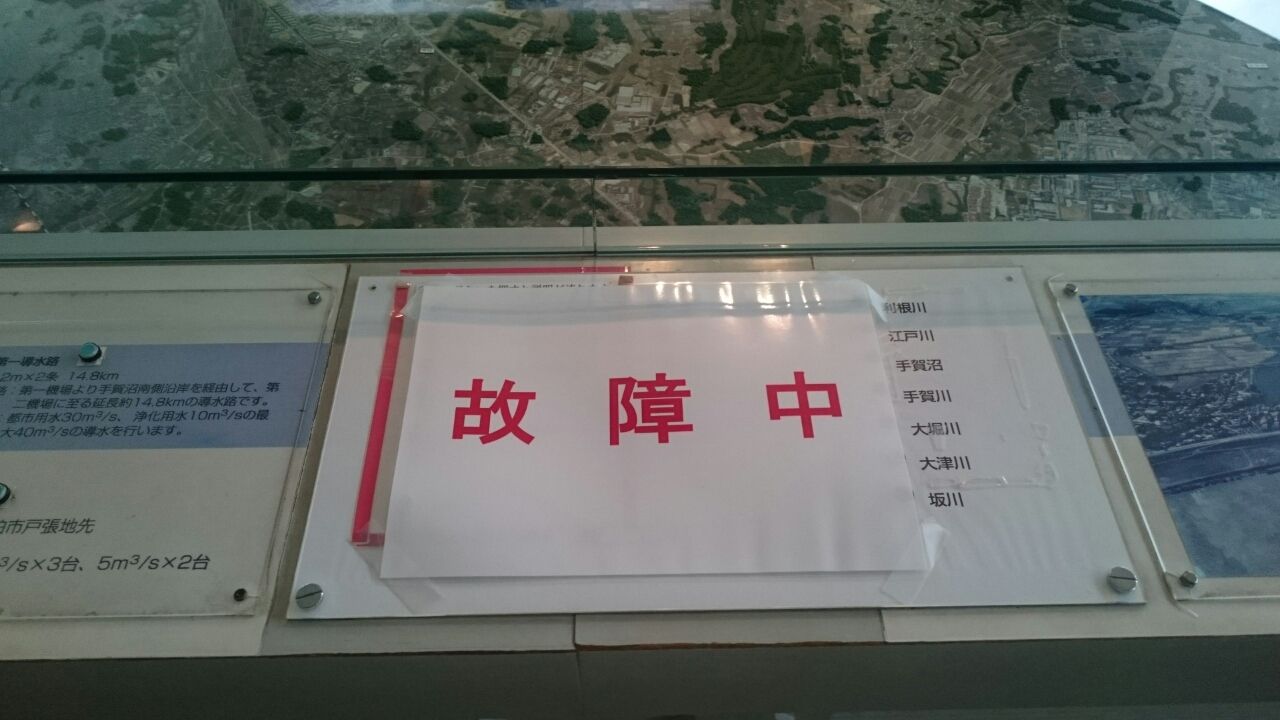 第一導水路
2m×2条 14.8km
路：第一機場より手賀沼南側沿岸を経由して、第
二機場に至る延長約14.8kmの導水路です。
：都市用水30m³/s、浄化用水10m³/sの最
大40m³/sの導水を行います。
柏市戸張地先
³/s×3台、5m³/s×2台
故障中
利根川
江戸川
手賀沼
手賀川
大堀川
大津川
坂川